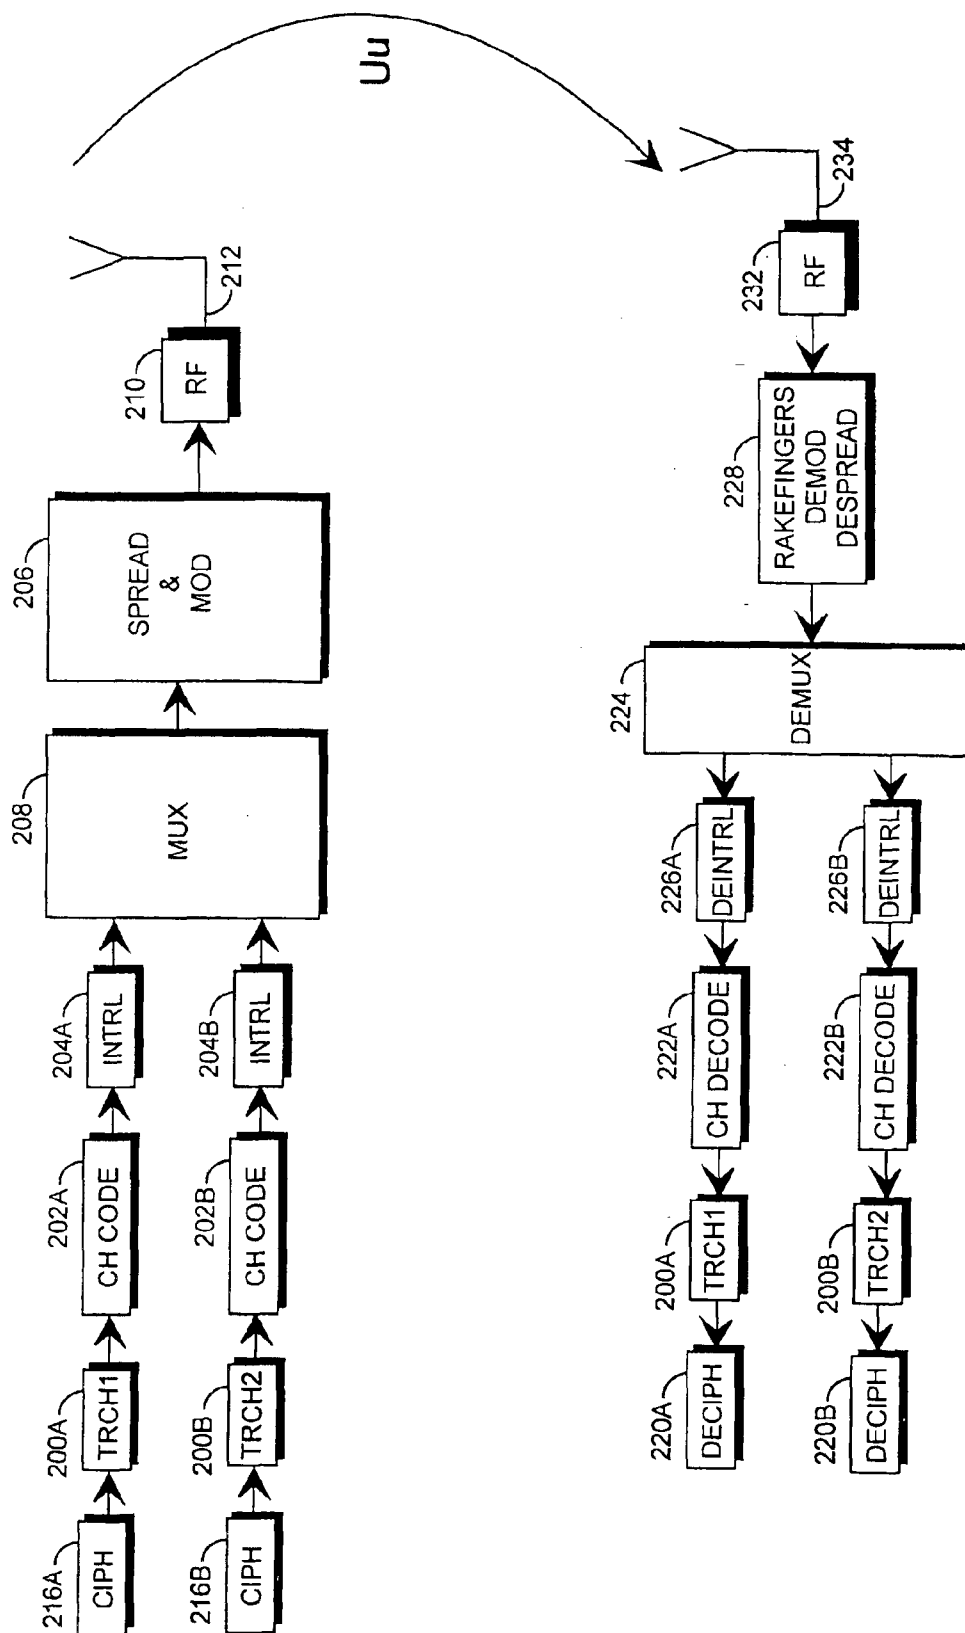 216A
CIPH
200A
TRCH1
202A
CH CODE
204A
INTRL
216B
CIPH
200B
TRCH2
202B
CH CODE
204B
INTRL
208
MUX
206
SPREAD
&
MOD
210
RF
212
Uu
220A
DECIPH
200A
TRCH1
222A
CH DECODE
226A
DEINTRL
220B
DECIPH
200B
TRCH2
222B
CH DECODE
226B
DEINTRL
224
DEMUX
228
RAKEFINGERS
DEMOD
DESPREAD
232
RF
234